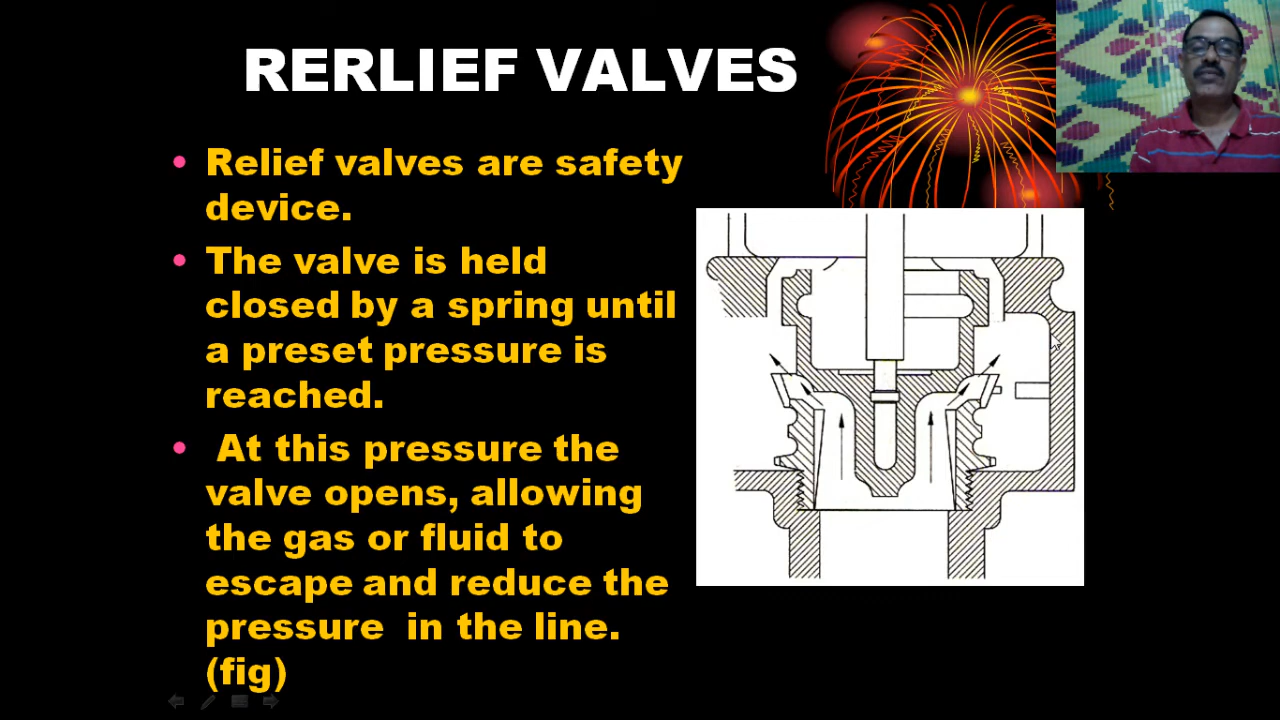 RERLIEF VALVES
• Relief valves are safety
device.
• The valve is held
closed by a spring until
a preset pressure is
reached.
• At this pressure the
valve opens, allowing
the gas or fluid to
escape and reduce the
pressure in the line.
(fig)